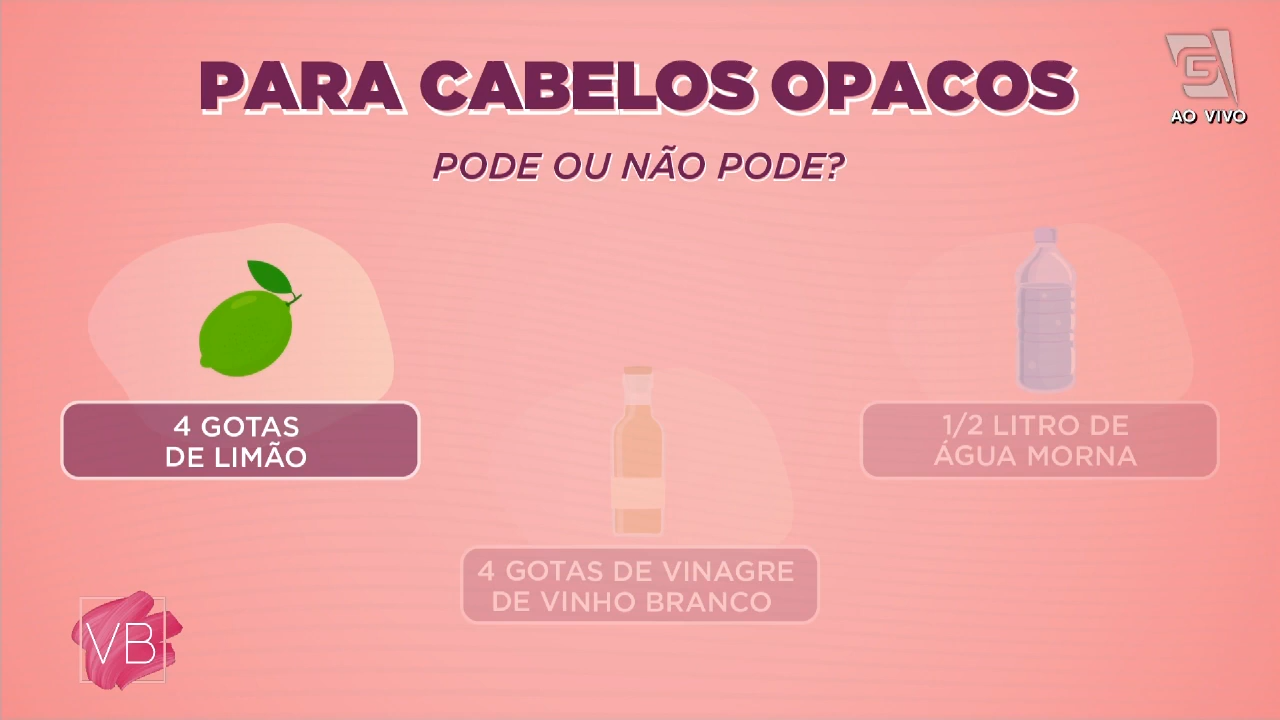 PARA CABELOS OPACOS
AO VIVO
PODE OU NÃO PODE?
4 GOTAS
DE LIMÃO
1/2 LITRO DE
ÁGUA MORNA
4 GOTAS DE VINAGRE
DE VINHO BRANCO
VB